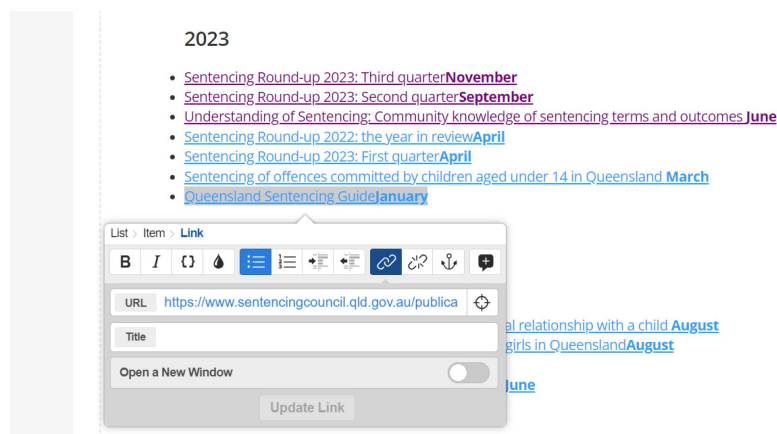 2023
Sentencing Round-up 2023: Third quarterNovember
Sentencing Round-up 2023: Second quarterSeptember
Understanding of Sentencing: Community knowledge of sentencing terms and outcomes June
Sentencing Round-up 2022: the year in reviewApril
Sentencing Round-up 2023: First quarterApril
Sentencing of offences committed by children aged under 14 in Queensland March
Queensland Sentencing GuideJanuary
List > Item > Link
B I {}
URL https://www.sentencingcouncil.qld.gov.au/publica
Title
al relationship with a child August
girls in QueenslandAugust
Open a New Window
June
Update Link